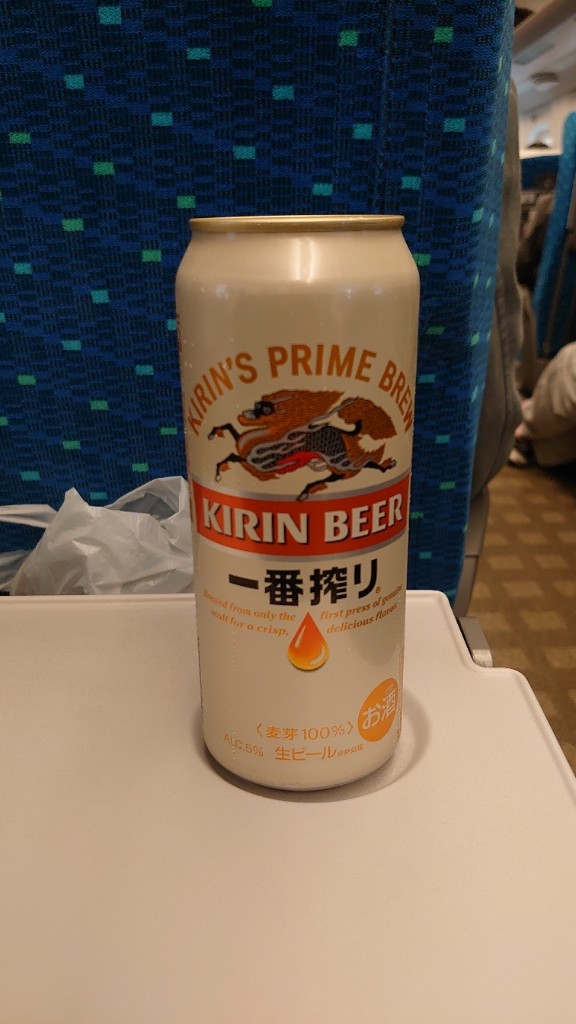 KIRIN'S PRIME BREW
KIRIN BEER
一番搾り®
Brewed from only the first press of genuine
malt for a crisp, delicious flavor.
お酒
〈麦芽100%〉
ALC.5% 生ビール